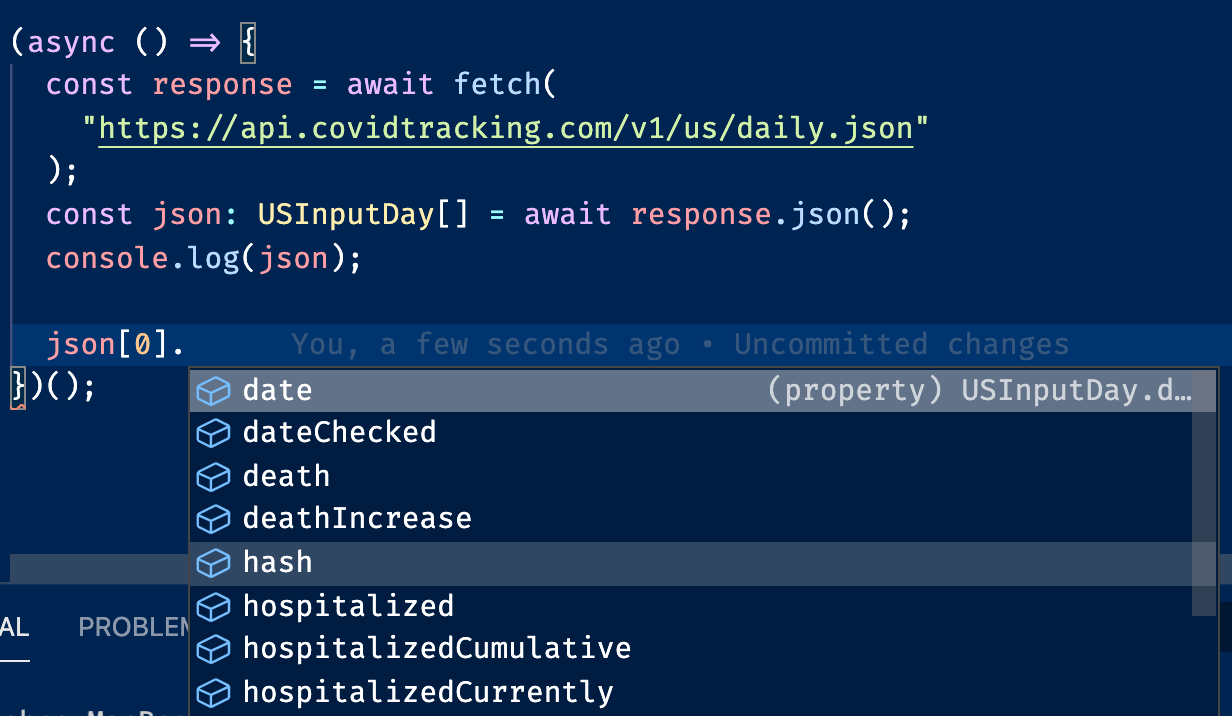 (async () => {
const response = await fetch(
"https://api.covidtracking.com/v1/us/daily.json"
);
const json: USInputDay[] = await response.json();
console.log(json);
json[0]. You, a few seconds ago • Uncommitted changes
})();
date (property) USInputDay.d…
dateChecked
death
deathIncrease
hash
hospitalized
hospitalizedCumulative
hospitalizedCurrently
AL PROBLEM